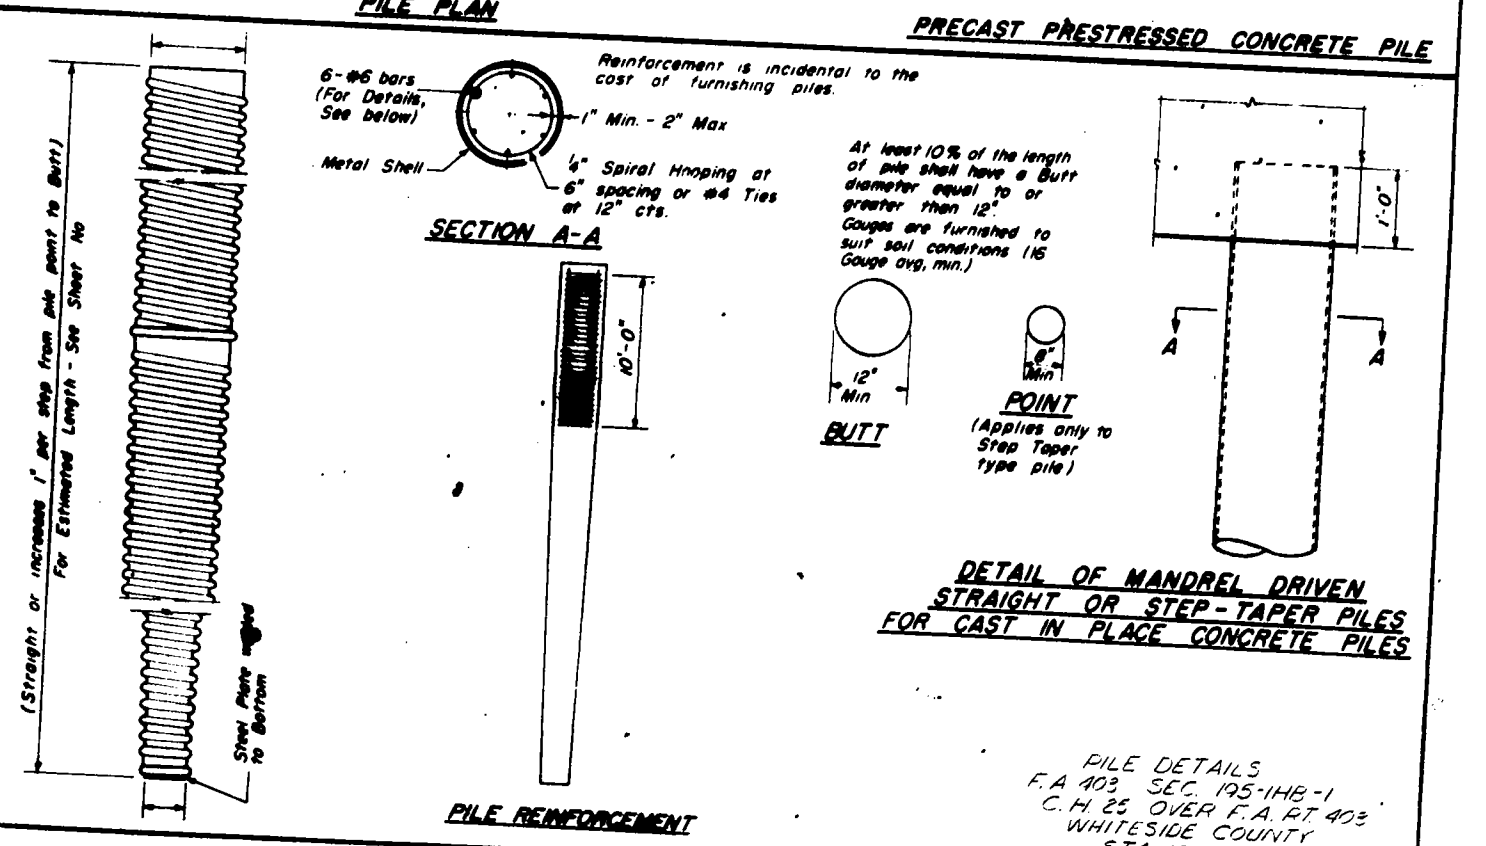 PILE PLAN
PRECAST PRESTRESSED CONCRETE PILE
6-#6 bars
(For Details,
See below)
Metal Shell
Reinforcement is incidental to the
cost of furnishing piles.
1" Min. - 2" Max
1/4" Spiral Hooping at
6" spacing or #4 Ties
at 12" cts.
SECTION A-A
(Straight or increases 1" per step from pile point to Butt)
For Estimated Length - See Sheet No
Steel Plate welded
to Bottom
10'-0"
PILE REINFORCEMENT
At least 10% of the length
of pile shall have a Butt
diameter equal to or
greater than 12".
Gauges are furnished to
suit soil conditions (16
Gauge avg, min.)
12"
Min
BUTT
8"
Min
POINT
(Applies only to
Step Taper
type pile)
1'-0"
A
A
DETAIL OF MANDREL DRIVEN
STRAIGHT OR STEP-TAPER PILES
FOR CAST IN PLACE CONCRETE PILES
PILE DETAILS
F.A 403 SEC. 195-1HB-1
C.H. 25 OVER F.A. RT. 403
WHITESIDE COUNTY